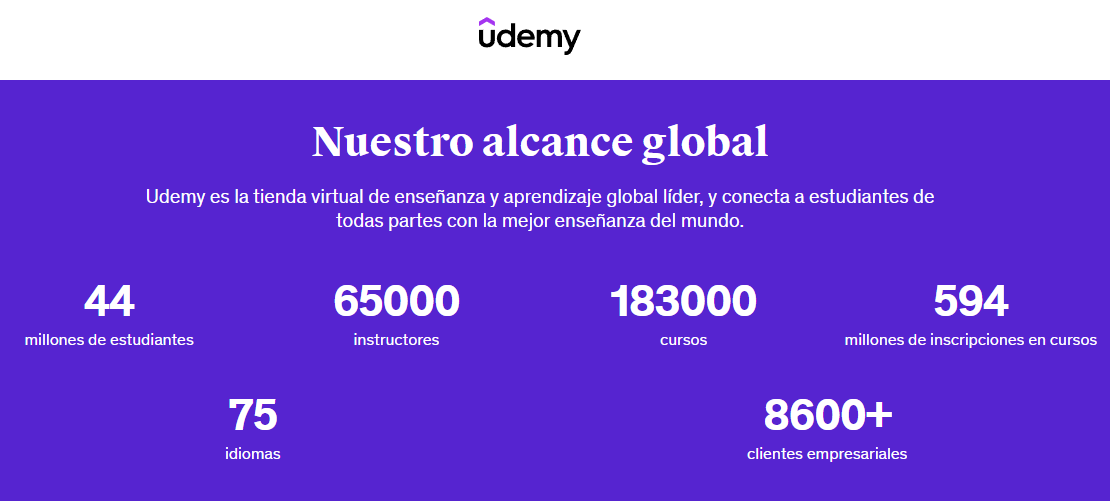 udemy
Nuestro alcance global
Udemy es la tienda virtual de enseñanza y aprendizaje global líder, y conecta a estudiantes de
todas partes con la mejor enseñanza del mundo.
44 65000 183000 594
millones de estudiantes instructores cursos millones de inscripciones en cursos
75 8600+
idiomas clientes empresariales